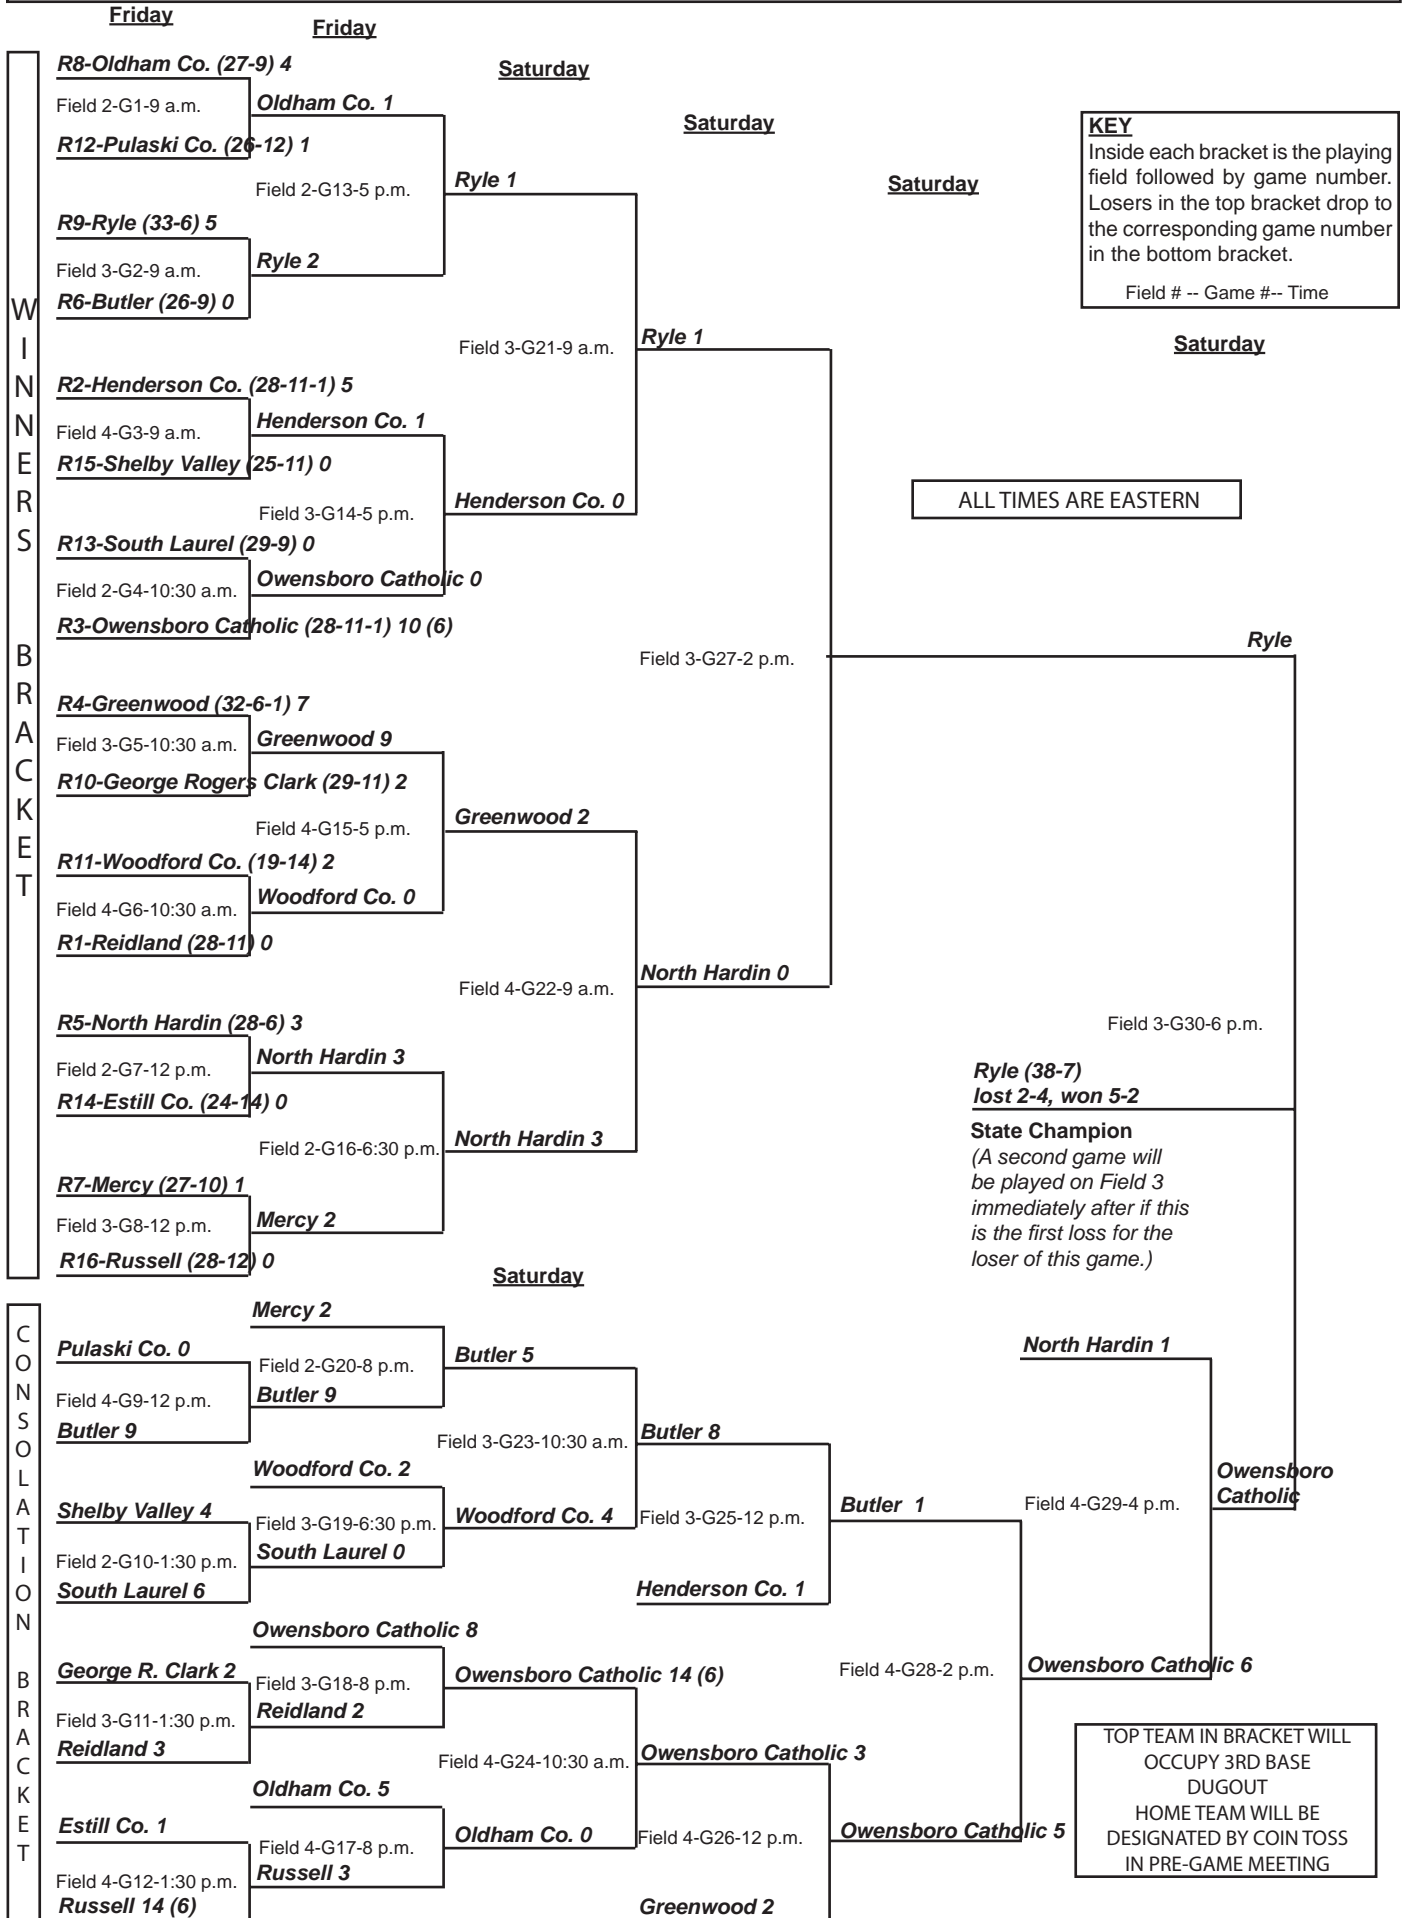 Friday
Friday
Saturday
Saturday
Saturday
Saturday
KEY
Inside each bracket is the playing
field followed by game number.
Losers in the top bracket drop to
the corresponding game number
in the bottom bracket.
Field # -- Game #-- Time
ALL TIMES ARE EASTERN
WINNERS BRACKET
R8-Oldham Co. (27-9) 4
Field 2-G1-9 a.m.
R12-Pulaski Co. (26-12) 1
R9-Ryle (33-6) 5
Field 3-G2-9 a.m.
R6-Butler (26-9) 0
R2-Henderson Co. (28-11-1) 5
Field 4-G3-9 a.m.
R15-Shelby Valley (25-11) 0
R13-South Laurel (29-9) 0
Field 2-G4-10:30 a.m.
R3-Owensboro Catholic (28-11-1) 10 (6)
R4-Greenwood (32-6-1) 7
Field 3-G5-10:30 a.m.
R10-George Rogers Clark (29-11) 2
R11-Woodford Co. (19-14) 2
Field 4-G6-10:30 a.m.
R1-Reidland (28-11) 0
R5-North Hardin (28-6) 3
Field 2-G7-12 p.m.
R14-Estill Co. (24-14) 0
R7-Mercy (27-10) 1
Field 3-G8-12 p.m.
R16-Russell (28-12) 0
Oldham Co. 1
Field 2-G13-5 p.m.
Ryle 2
Henderson Co. 1
Field 3-G14-5 p.m.
Owensboro Catholic 0
Greenwood 9
Field 4-G15-5 p.m.
Woodford Co. 0
North Hardin 3
Field 2-G16-6:30 p.m.
Mercy 2
Ryle 1
Field 3-G21-9 a.m.
Henderson Co. 0
Greenwood 2
Field 4-G22-9 a.m.
North Hardin 3
Ryle 1
Field 3-G27-2 p.m.
North Hardin 0
Ryle
Field 3-G30-6 p.m.
Ryle (38-7)
lost 2-4, won 5-2
State Champion
(A second game will
be played on Field 3
immediately after if this
is the first loss for the
loser of this game.)
Saturday
CONSOLATION BRACKET
Pulaski Co. 0
Field 4-G9-12 p.m.
Butler 9
Shelby Valley 4
Field 2-G10-1:30 p.m.
South Laurel 6
George R. Clark 2
Field 3-G11-1:30 p.m.
Reidland 3
Estill Co. 1
Field 4-G12-1:30 p.m.
Russell 14 (6)
Mercy 2
Field 2-G20-8 p.m.
Butler 9
Woodford Co. 2
Field 3-G19-6:30 p.m.
South Laurel 0
Owensboro Catholic 8
Field 3-G18-8 p.m.
Reidland 2
Oldham Co. 5
Field 4-G17-8 p.m.
Russell 3
Butler 5
Field 3-G23-10:30 a.m.
Woodford Co. 4
Owensboro Catholic 14 (6)
Field 4-G24-10:30 a.m.
Oldham Co. 0
Butler 8
Field 3-G25-12 p.m.
Henderson Co. 1
Owensboro Catholic 3
Field 4-G26-12 p.m.
Greenwood 2
Butler 1
Field 4-G28-2 p.m.
Owensboro Catholic 5
North Hardin 1
Field 4-G29-4 p.m.
Owensboro Catholic 6
Owensboro
Catholic
TOP TEAM IN BRACKET WILL
OCCUPY 3RD BASE
DUGOUT
HOME TEAM WILL BE
DESIGNATED BY COIN TOSS
IN PRE-GAME MEETING